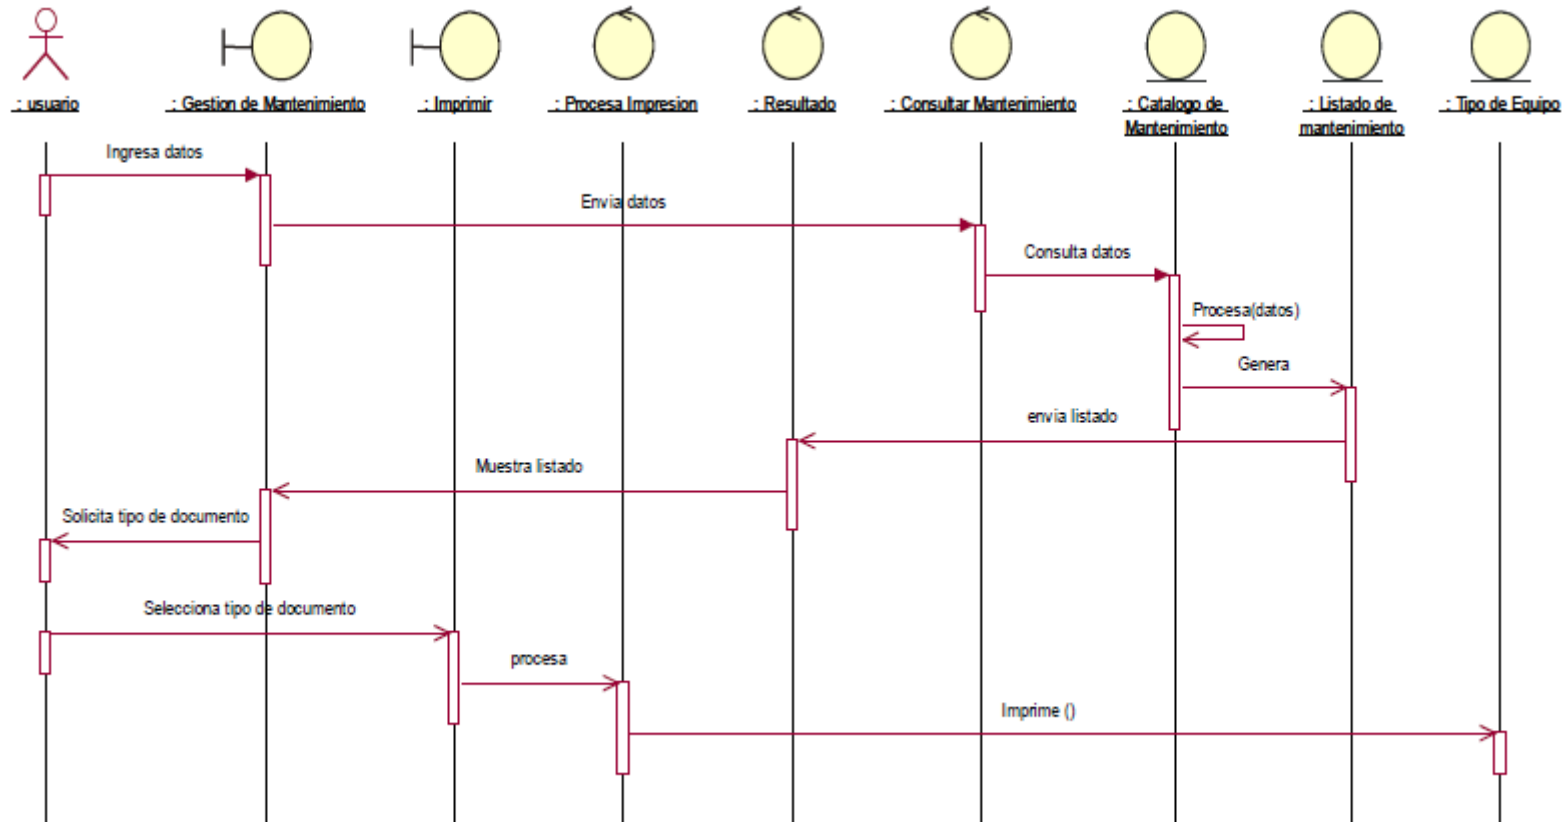 : usuario
: Gestion de Mantenimiento
: Imprimir
: Procesa Impresion
: Resultado
: Consultar Mantenimiento
: Catalogo de
Mantenimiento
: Listado de
mantenimiento
: Tipo de Equipo
Ingresa datos
Envia datos
Consulta datos
Procesa(datos)
Genera
envia listado
Muestra listado
Solicita tipo de documento
Selecciona tipo de documento
procesa
Imprime ()